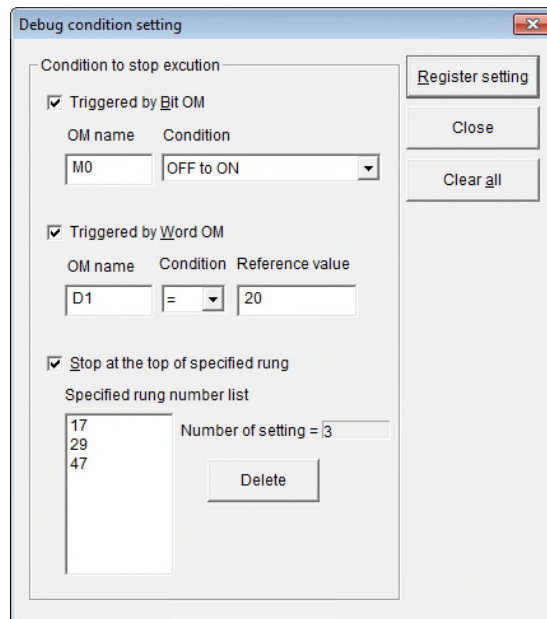 Debug condition setting
Condition to stop excution
Register setting
Triggered by Bit OM
Close
OM name Condition
M0 OFF to ON
Clear all
Triggered by Word OM
OM name Condition Reference value
D1 = 20
Stop at the top of specified rung
Specified rung number list
17
Number of setting = 3
29
47
Delete